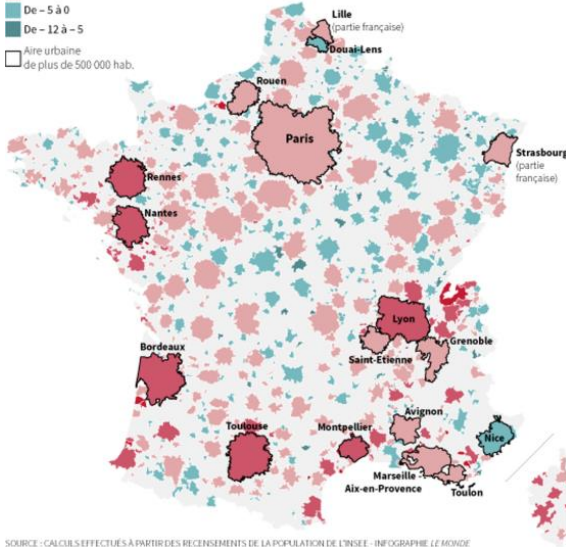 De – 5 à 0
De – 12 à – 5
Aire urbaine
de plus de 500 000 hab.
Lille
(partie française)
Douai-Lens
Rouen
Paris
Strasbourg
(partie
française)
Rennes
Nantes
Lyon
Grenoble
Saint-Etienne
Bordeaux
Avignon
Toulouse
Montpellier
Nice
Marseille -
Aix-en-Provence
Toulon
SOURCE : CALCULS EFFECTUÉS À PARTIR DES RECENSEMENTS DE LA POPULATION DE L'INSEE - INFOGRAPHIE LE MONDE